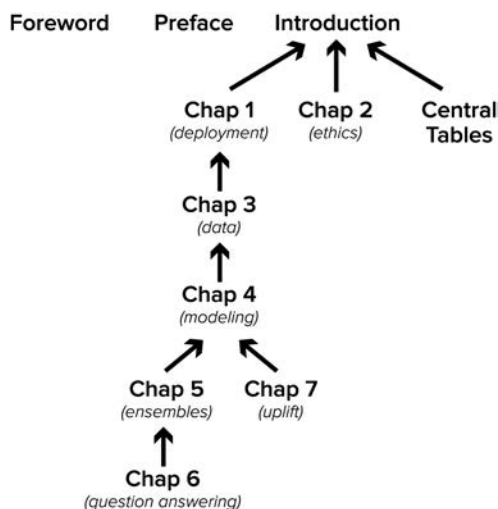 Foreword Preface Introduction
Chap 1 Chap 2 Central
(deployment) (ethics) Tables
Chap 3
(data)
Chap 4
(modeling)
Chap 5 Chap 7
(ensembles) (uplift)
Chap 6
(question answering)